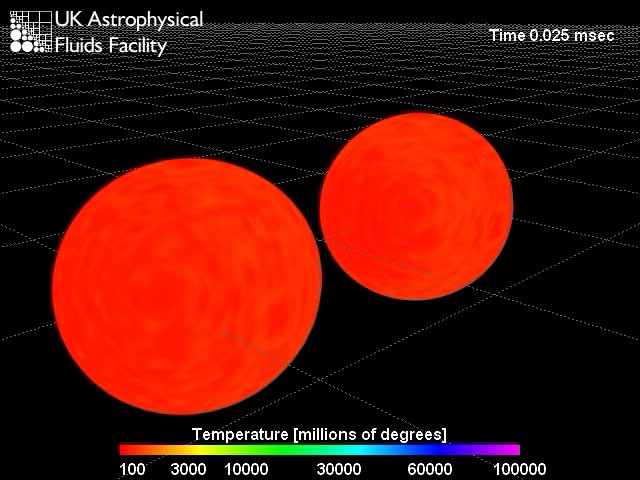 UK Astrophysical
Fluids Facility
Time 0.025 msec
Temperature [millions of degrees]
100 3000 10000 30000 60000 100000